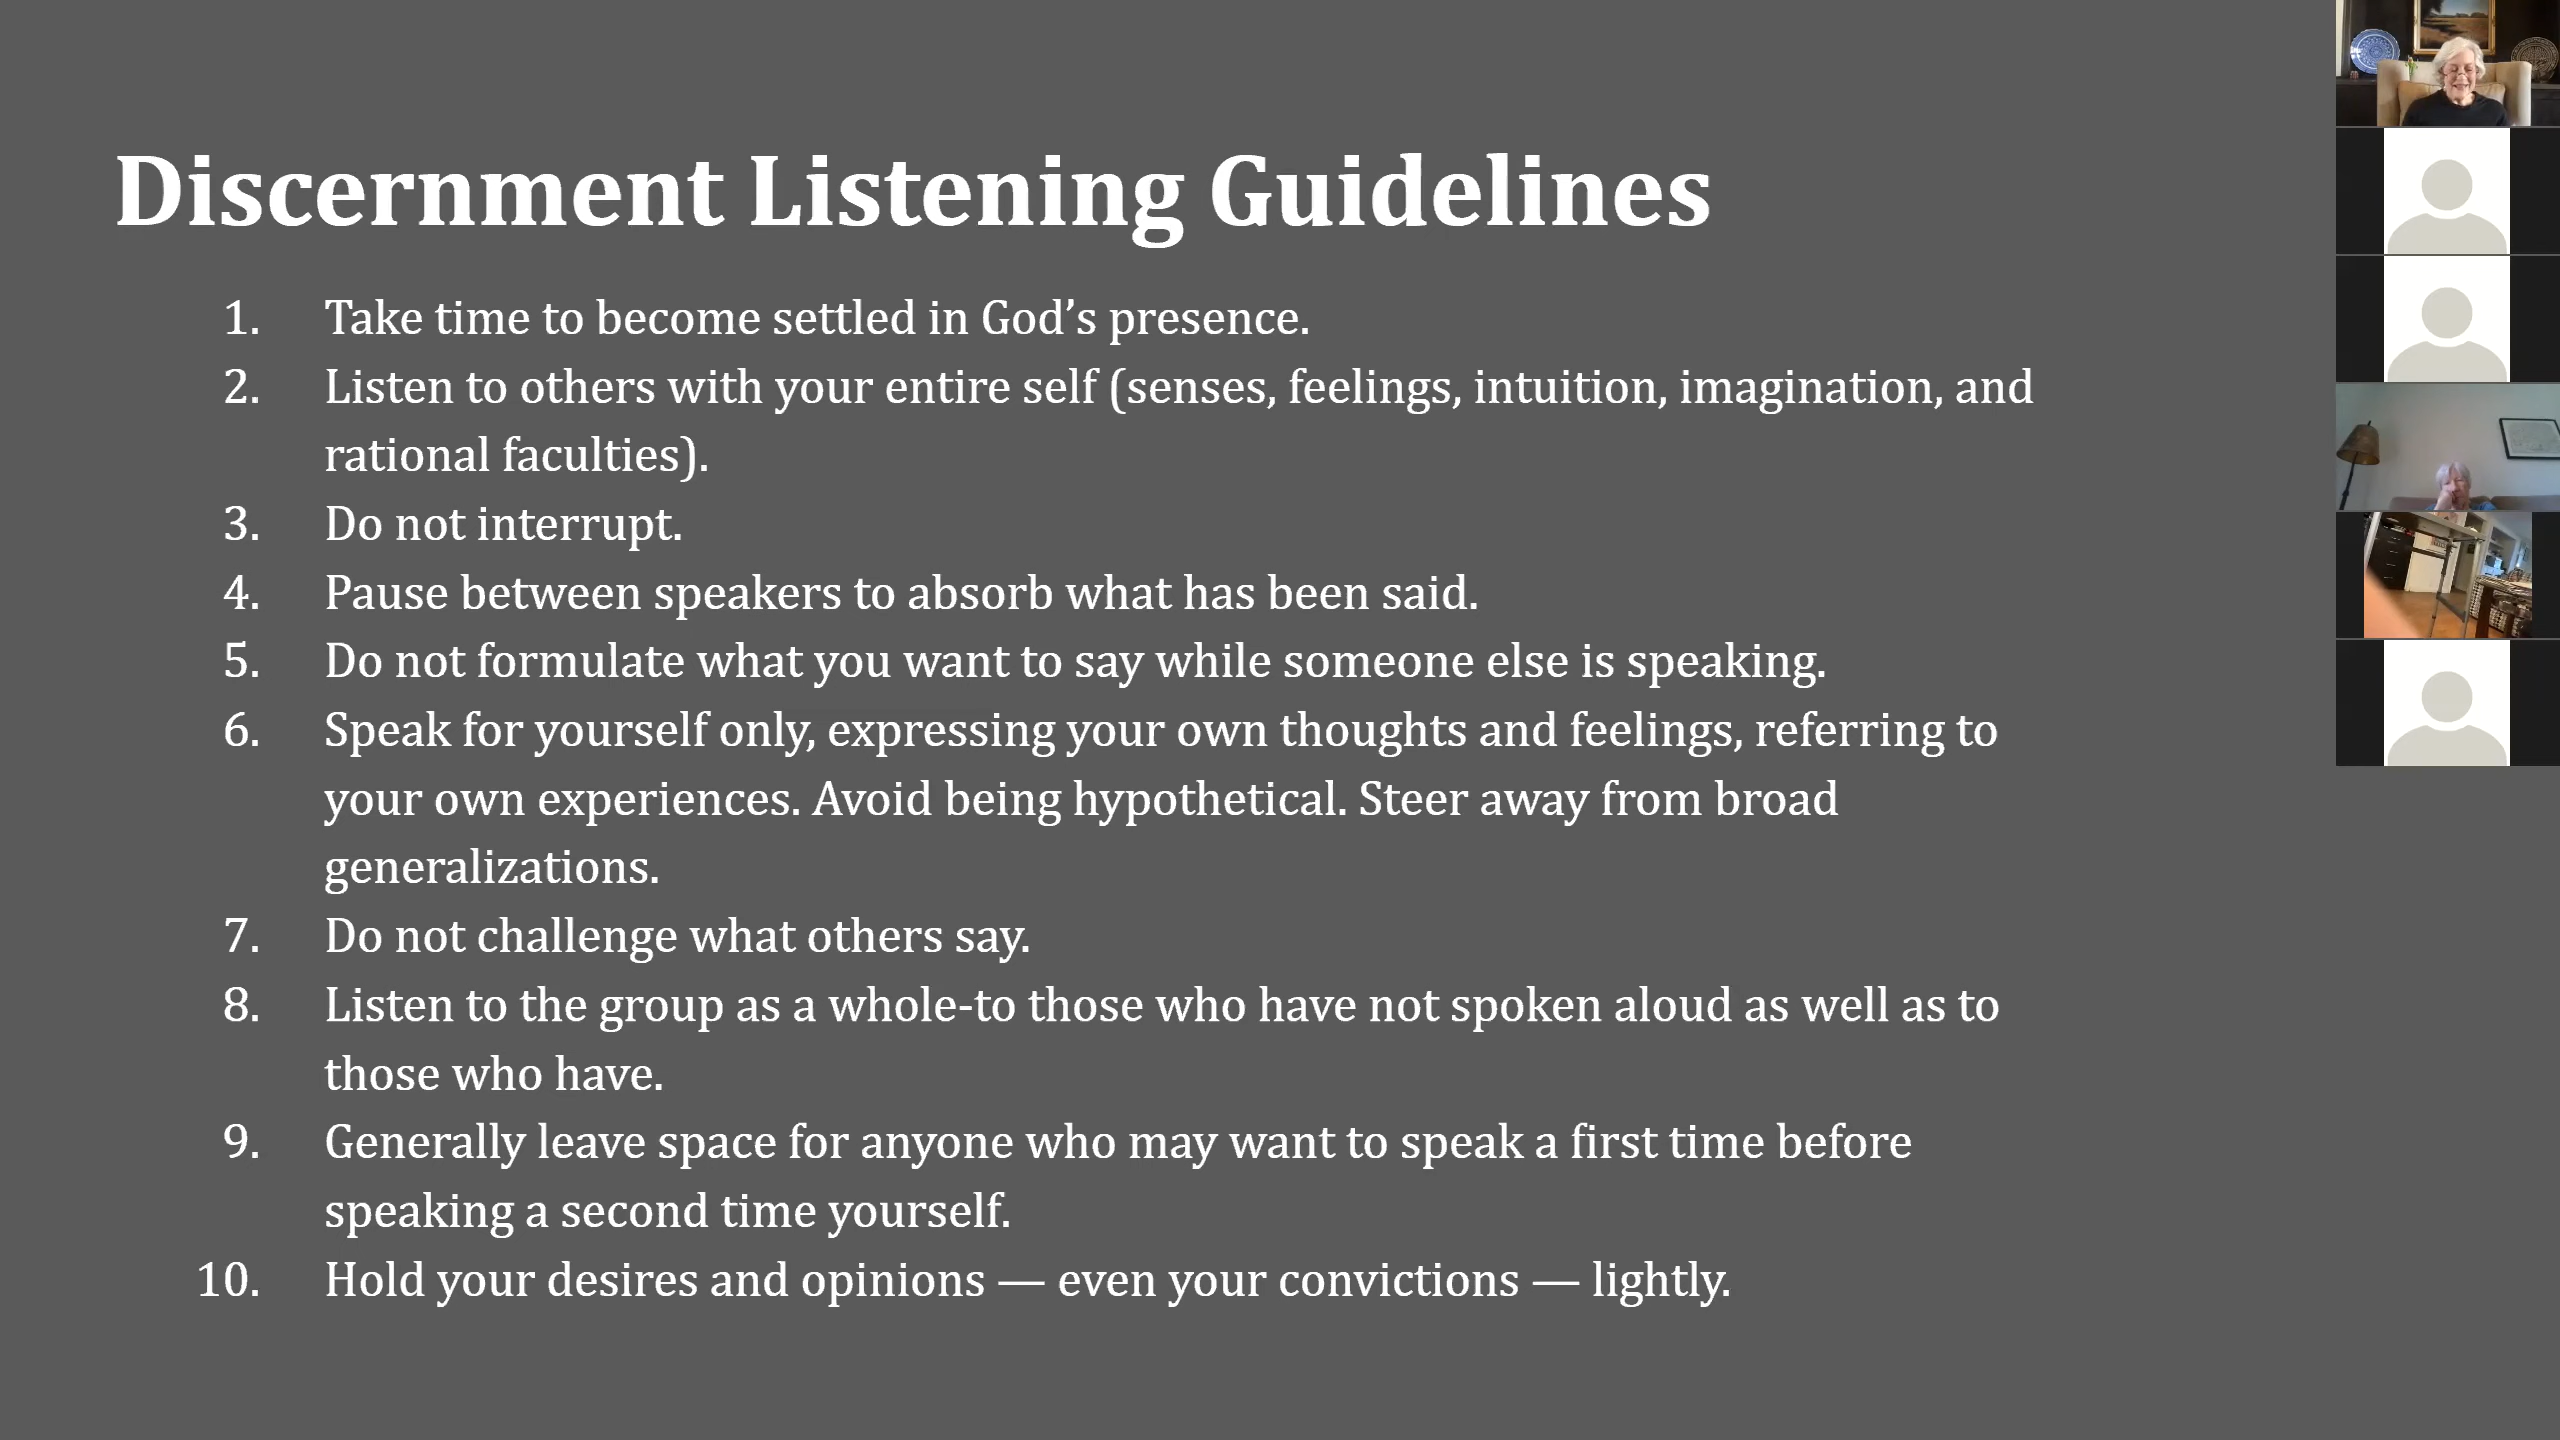 Discernment Listening Guidelines
1. Take time to become settled in God’s presence.
2. Listen to others with your entire self (senses, feelings, intuition, imagination, and
rational faculties).
3. Do not interrupt.
4. Pause between speakers to absorb what has been said.
5. Do not formulate what you want to say while someone else is speaking.
6. Speak for yourself only, expressing your own thoughts and feelings, referring to
your own experiences. Avoid being hypothetical. Steer away from broad
generalizations.
7. Do not challenge what others say.
8. Listen to the group as a whole-to those who have not spoken aloud as well as to
those who have.
9. Generally leave space for anyone who may want to speak a first time before
speaking a second time yourself.
10. Hold your desires and opinions — even your convictions — lightly.